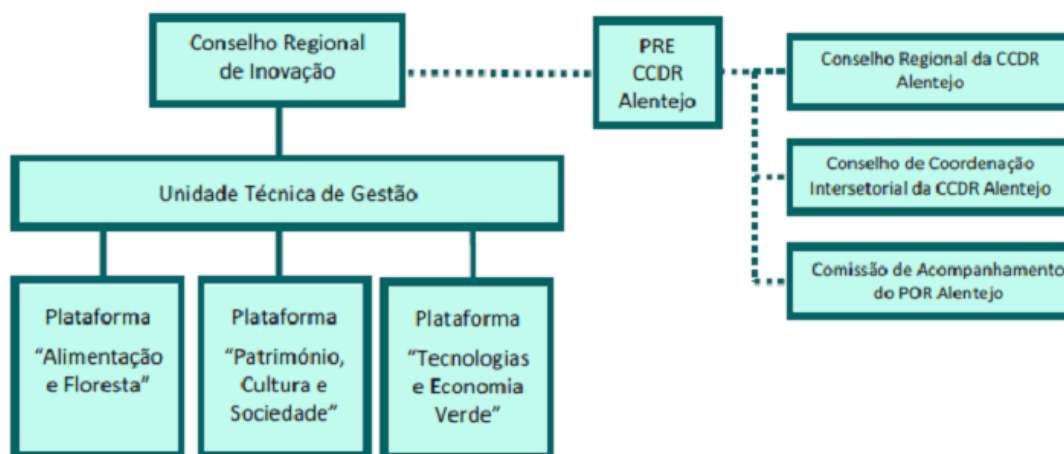 Conselho Regional
de Inovação
PRE
CCDR
Alentejo
Conselho Regional da CCDR
Alentejo
Conselho de Coordenação
Intersetorial da CCDR Alentejo
Comissão de Acompanhamento
do POR Alentejo
Unidade Técnica de Gestão
Plataforma
“Alimentação
e Floresta”
Plataforma
“Património,
Cultura e
Sociedade”
Plataforma
“Tecnologias
e Economia
Verde”